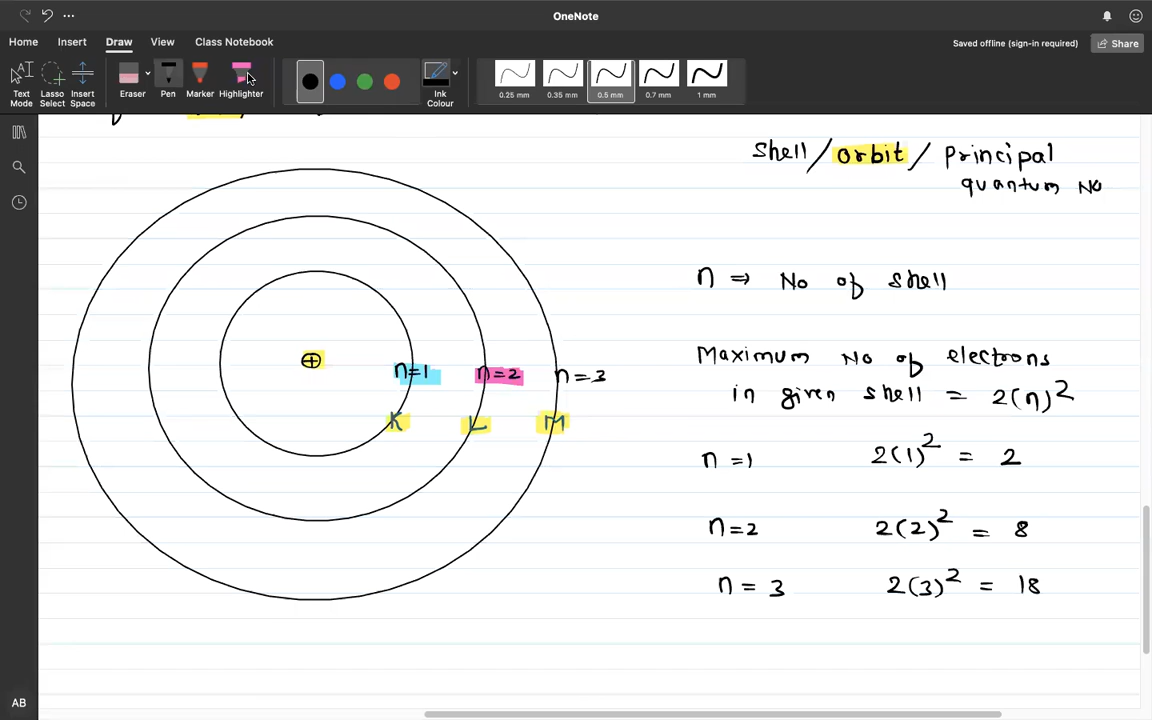 OneNote
Home Insert Draw View Class Notebook
Saved offline (sign-in required) Share
Text Mode
Lasso Select
Insert Space
Eraser
Pen
Marker
Highlighter
Ink Colour
0.25 mm 0.35 mm 0.5 mm 0.7 mm 1 mm
Shell/orbit/Principal
quantum No
n ⇒ No of shell
Maximum No of electrons
in given shell = 2(n)²
n=1 2(1)² = 2
n=2 2(2)² = 8
n = 3 2(3)² = 18
n=1 n=2 n=3
K L M
AB